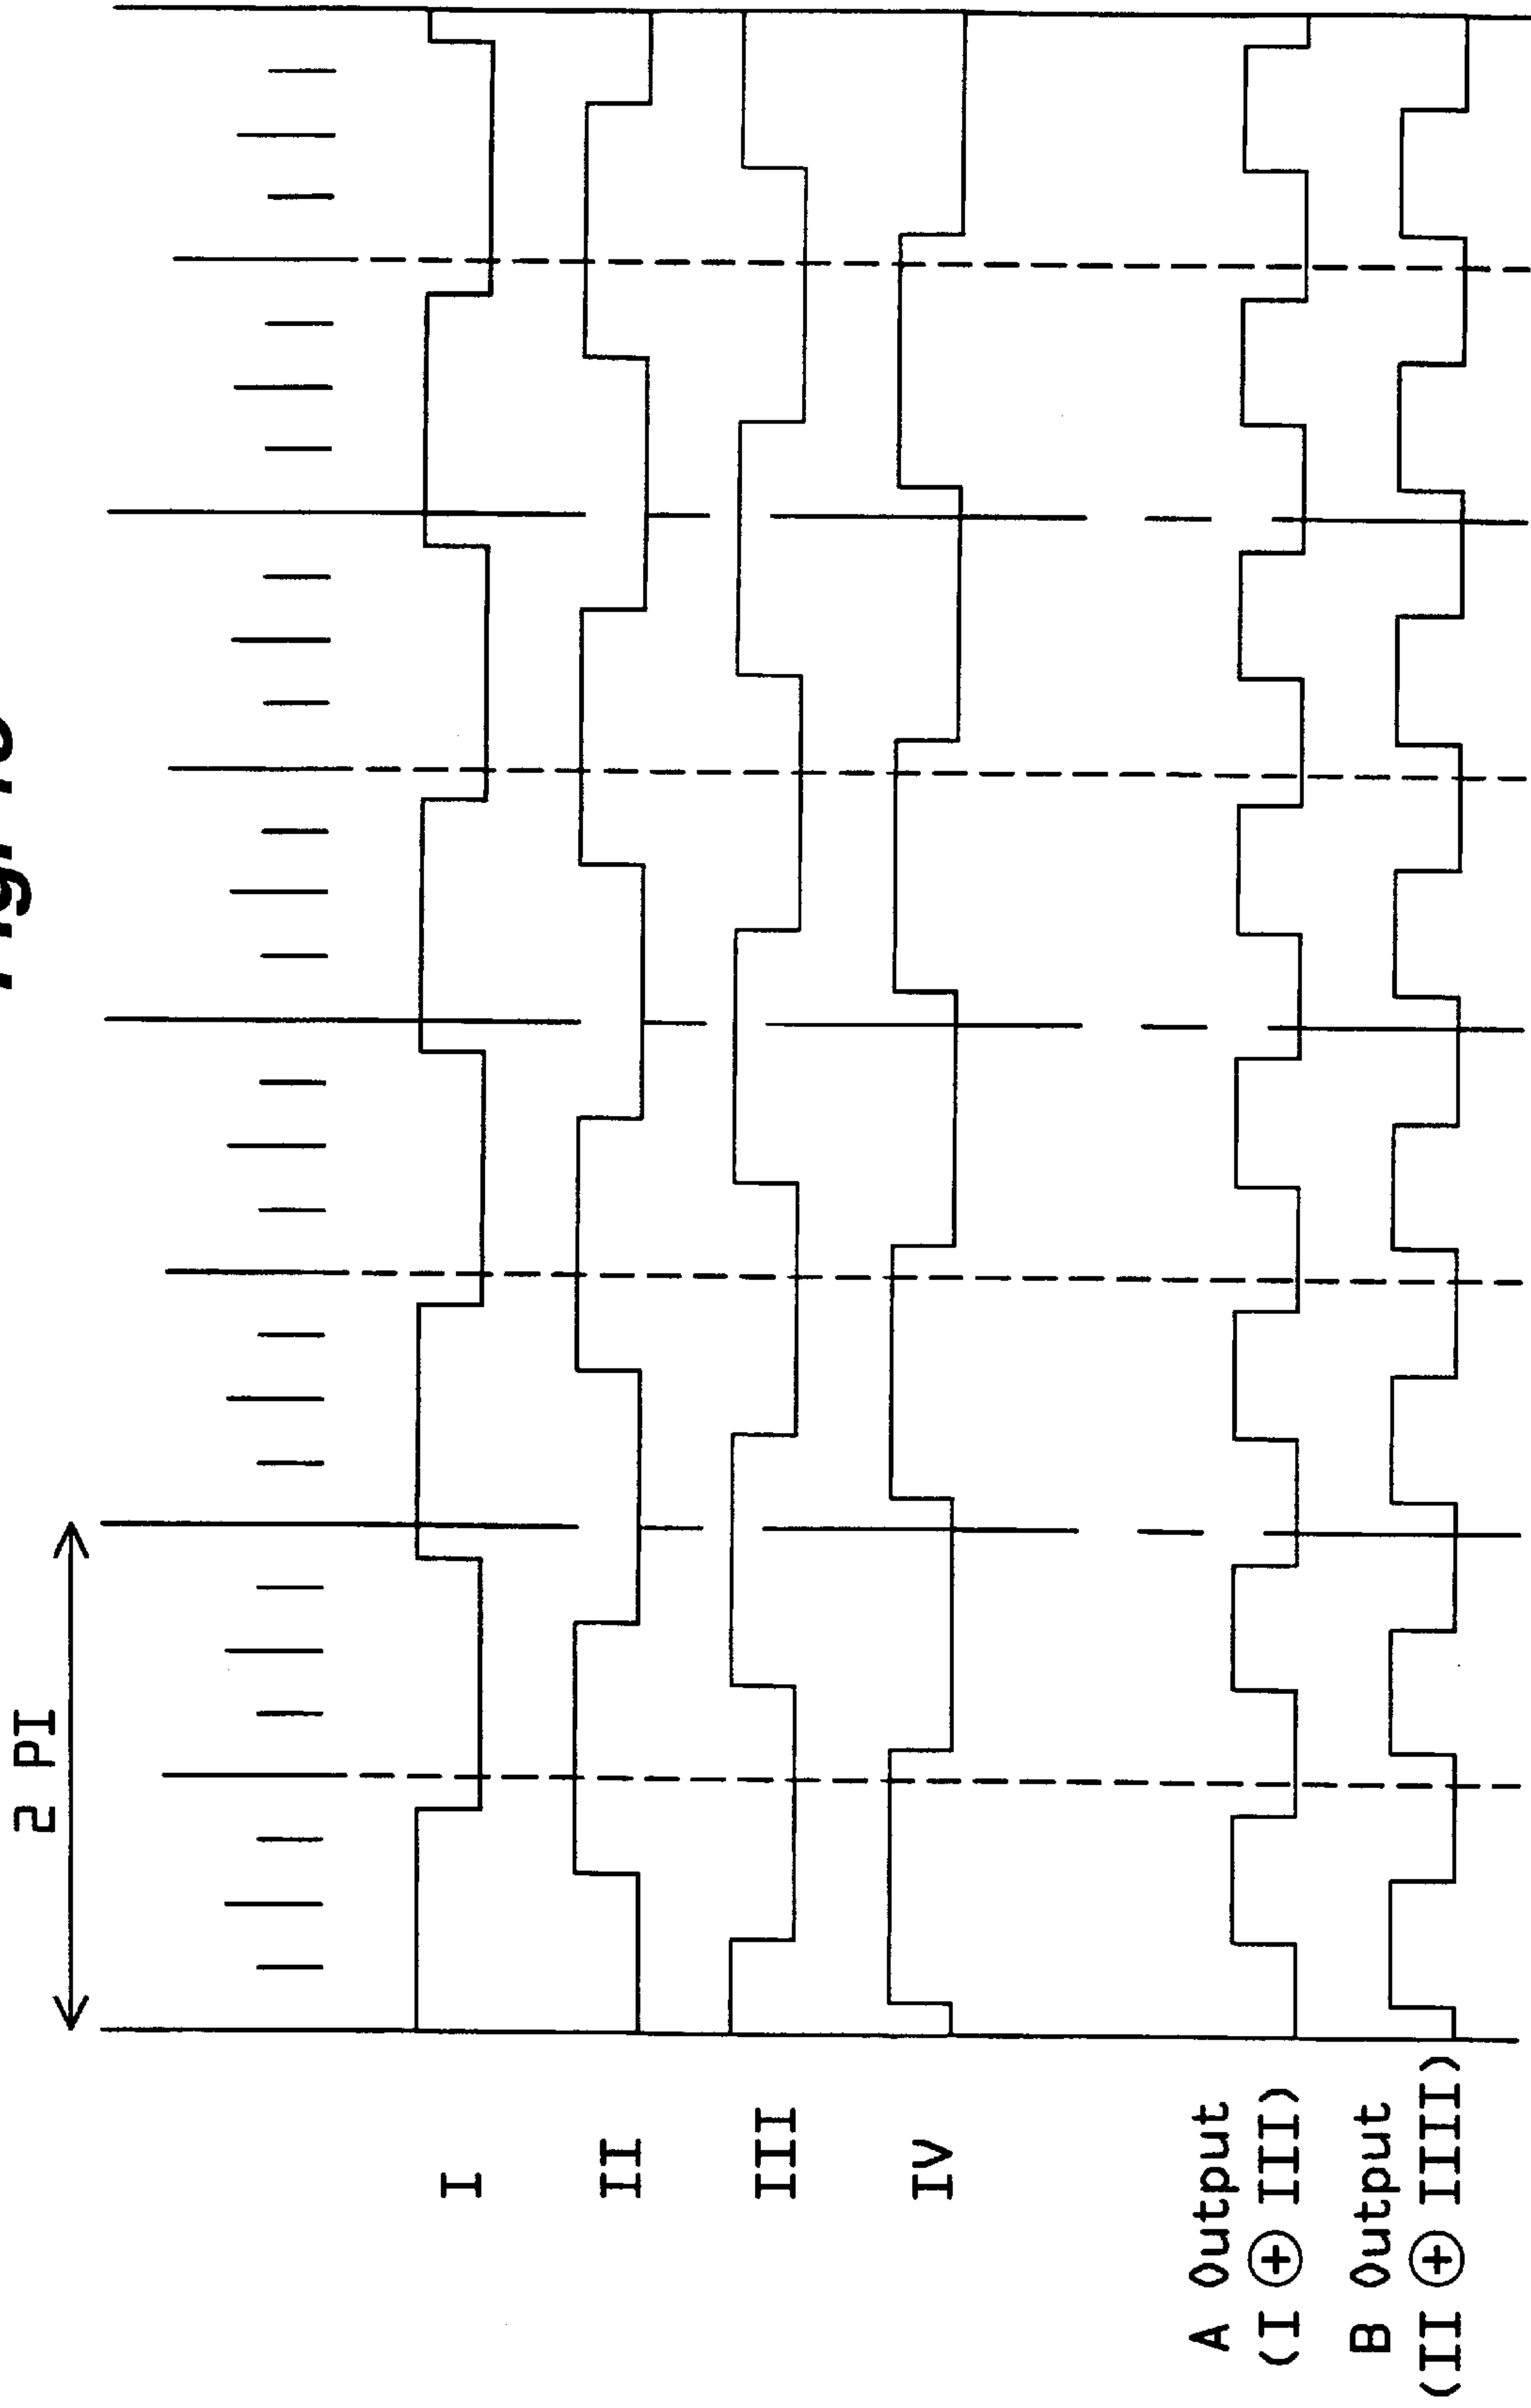 2 PI
I
II
III
IV
A Output
(I ⊕ III)
B Output
(II ⊕ IIII)